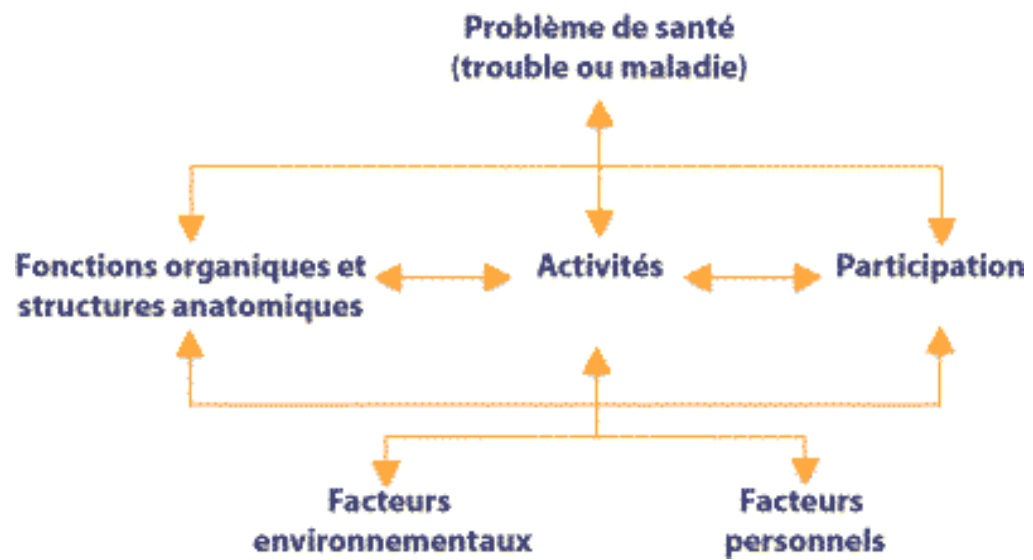 Problème de santé
(trouble ou maladie)
Fonctions organiques et
structures anatomiques
Activités
Participation
Facteurs
environnementaux
Facteurs
personnels